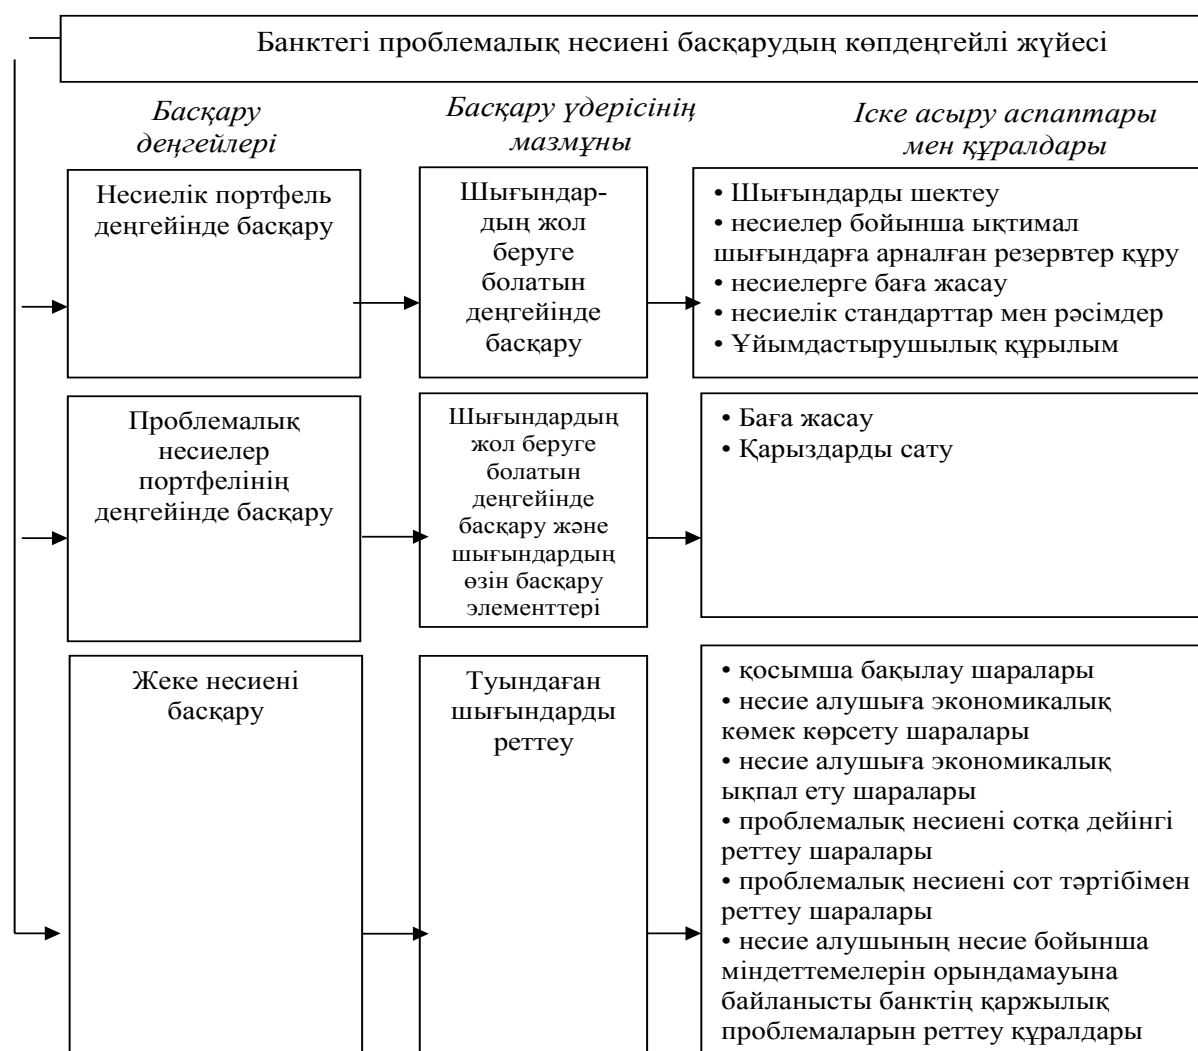 Банктегі проблемалық несиені басқарудың көпдеңгейлі жүйесі
Басқару
деңгейлері
Басқару үдерісінің
мазмұны
Іске асыру аспаптары
мен құралдары
Несиелік портфель
деңгейінде басқару
Шығындар-
дың жол
беруге
болатын
деңгейінде
басқару
• Шығындарды шектеу
• несиелер бойынша ықтимал
шығындарға арналған резервтер құру
• несиелерге баға жасау
• несиелік стандарттар мен рәсімдер
• Ұйымдастырушылық құрылым
Проблемалық
несиелер
портфелінің
деңгейінде басқару
Шығындардың
жол беруге
болатын
деңгейінде
басқару және
шығындардың
өзін басқару
элементтері
• Баға жасау
• Қарыздарды сату
Жеке несиені
басқару
Туындаған
шығындарды
реттеу
• қосымша бақылау шаралары
• несие алушыға экономикалық
көмек көрсету шаралары
• несие алушыға экономикалық
ықпал ету шаралары
• проблемалық несиені сотқа дейінгі
реттеу шаралары
• проблемалық несиені сот тәртібімен
реттеу шаралары
• несие алушының несие бойынша
міндеттемелерін орындамауына
байланысты банктің қаржылық
проблемаларын реттеу құралдары